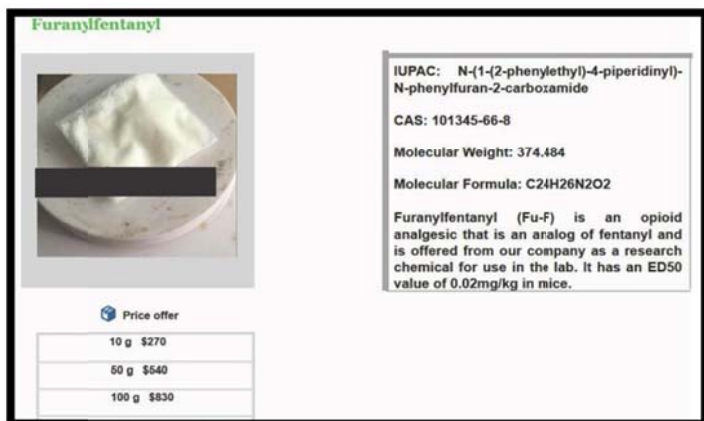 Furanylfentanyl
IUPAC: N-(1-(2-phenylethyl)-4-piperidinyl)-
N-phenylfuran-2-carboxamide
CAS: 101345-66-8
Molecular Weight: 374.484
Molecular Formula: C24H26N2O2
Furanylfentanyl (Fu-F) is an opioid
analgesic that is an analog of fentanyl and
is offered from our company as a research
chemical for use in the lab. It has an ED50
value of 0.02mg/kg in mice.
Price offer
10 g $270
50 g $540
100 g $830